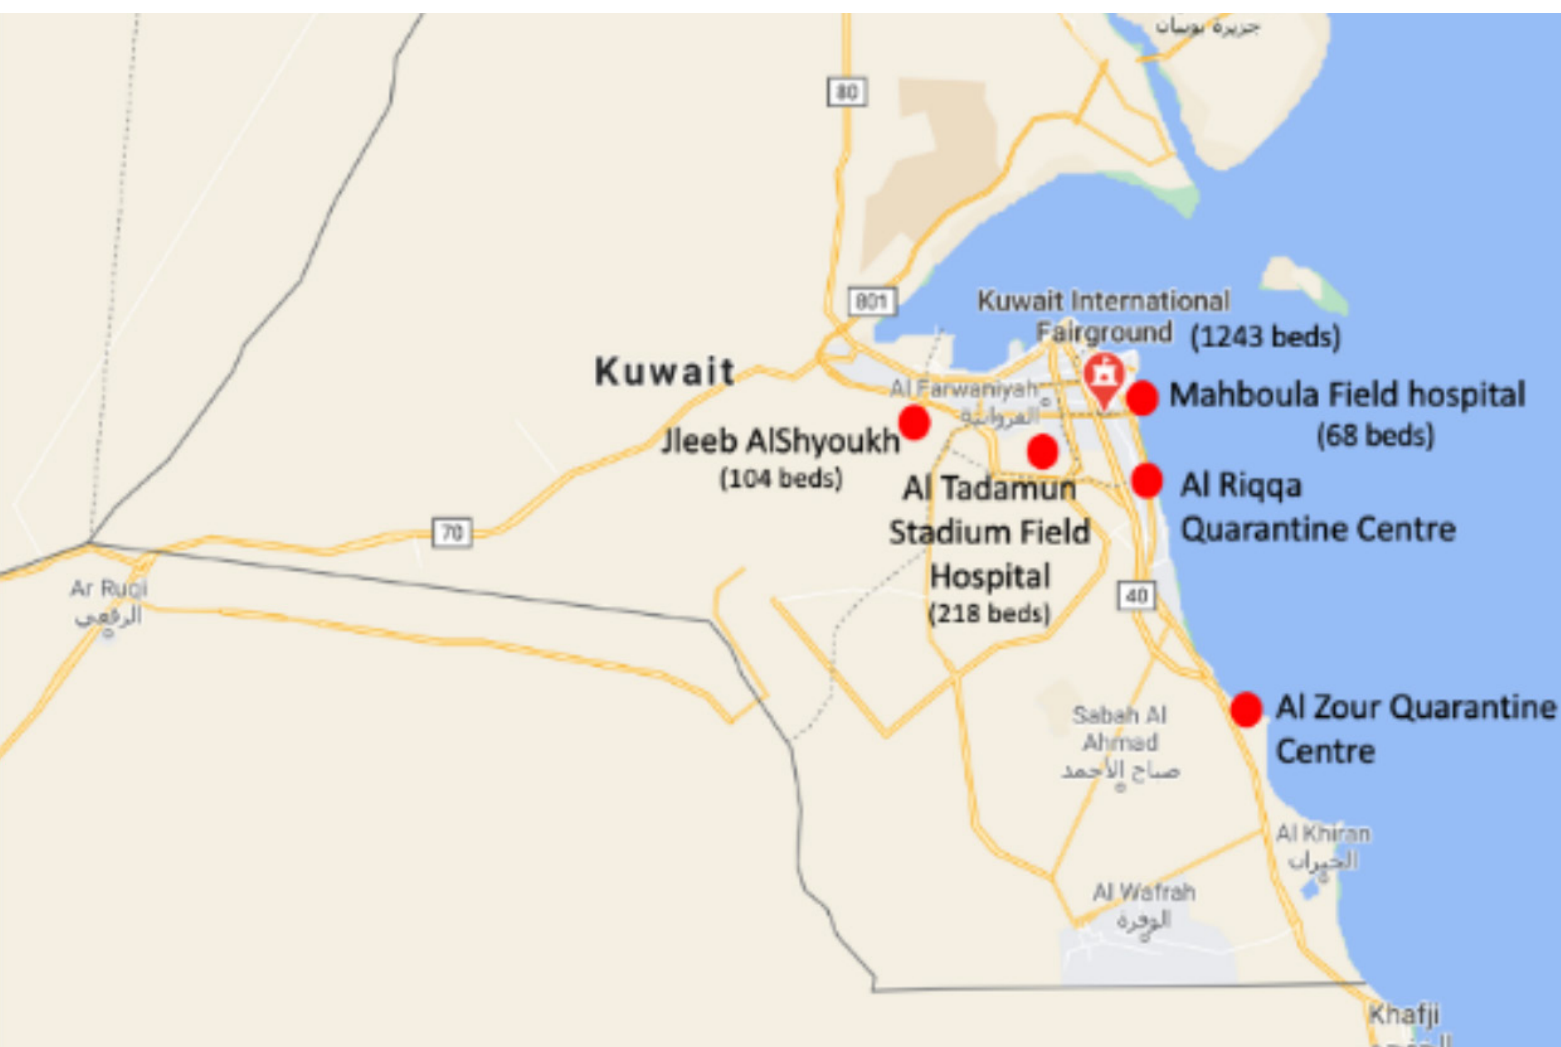 جزيرة بوبيان
80
801
Kuwait International
Fairground (1243 beds)
Kuwait
Al Farwaniyah
الفروانية
Mahboula Field hospital
(68 beds)
Jleeb AlShyoukh
(104 beds)
Al Tadamun
Stadium Field
Hospital
(218 beds)
Al Riqqa
Quarantine Centre
70
Ar Ruqi
الرقعي
40
Sabah Al
Ahmad
صباح الأحمد
Al Zour Quarantine
Centre
Al Khiran
الخيران
Al Wafrah
الوفرة
Khafji